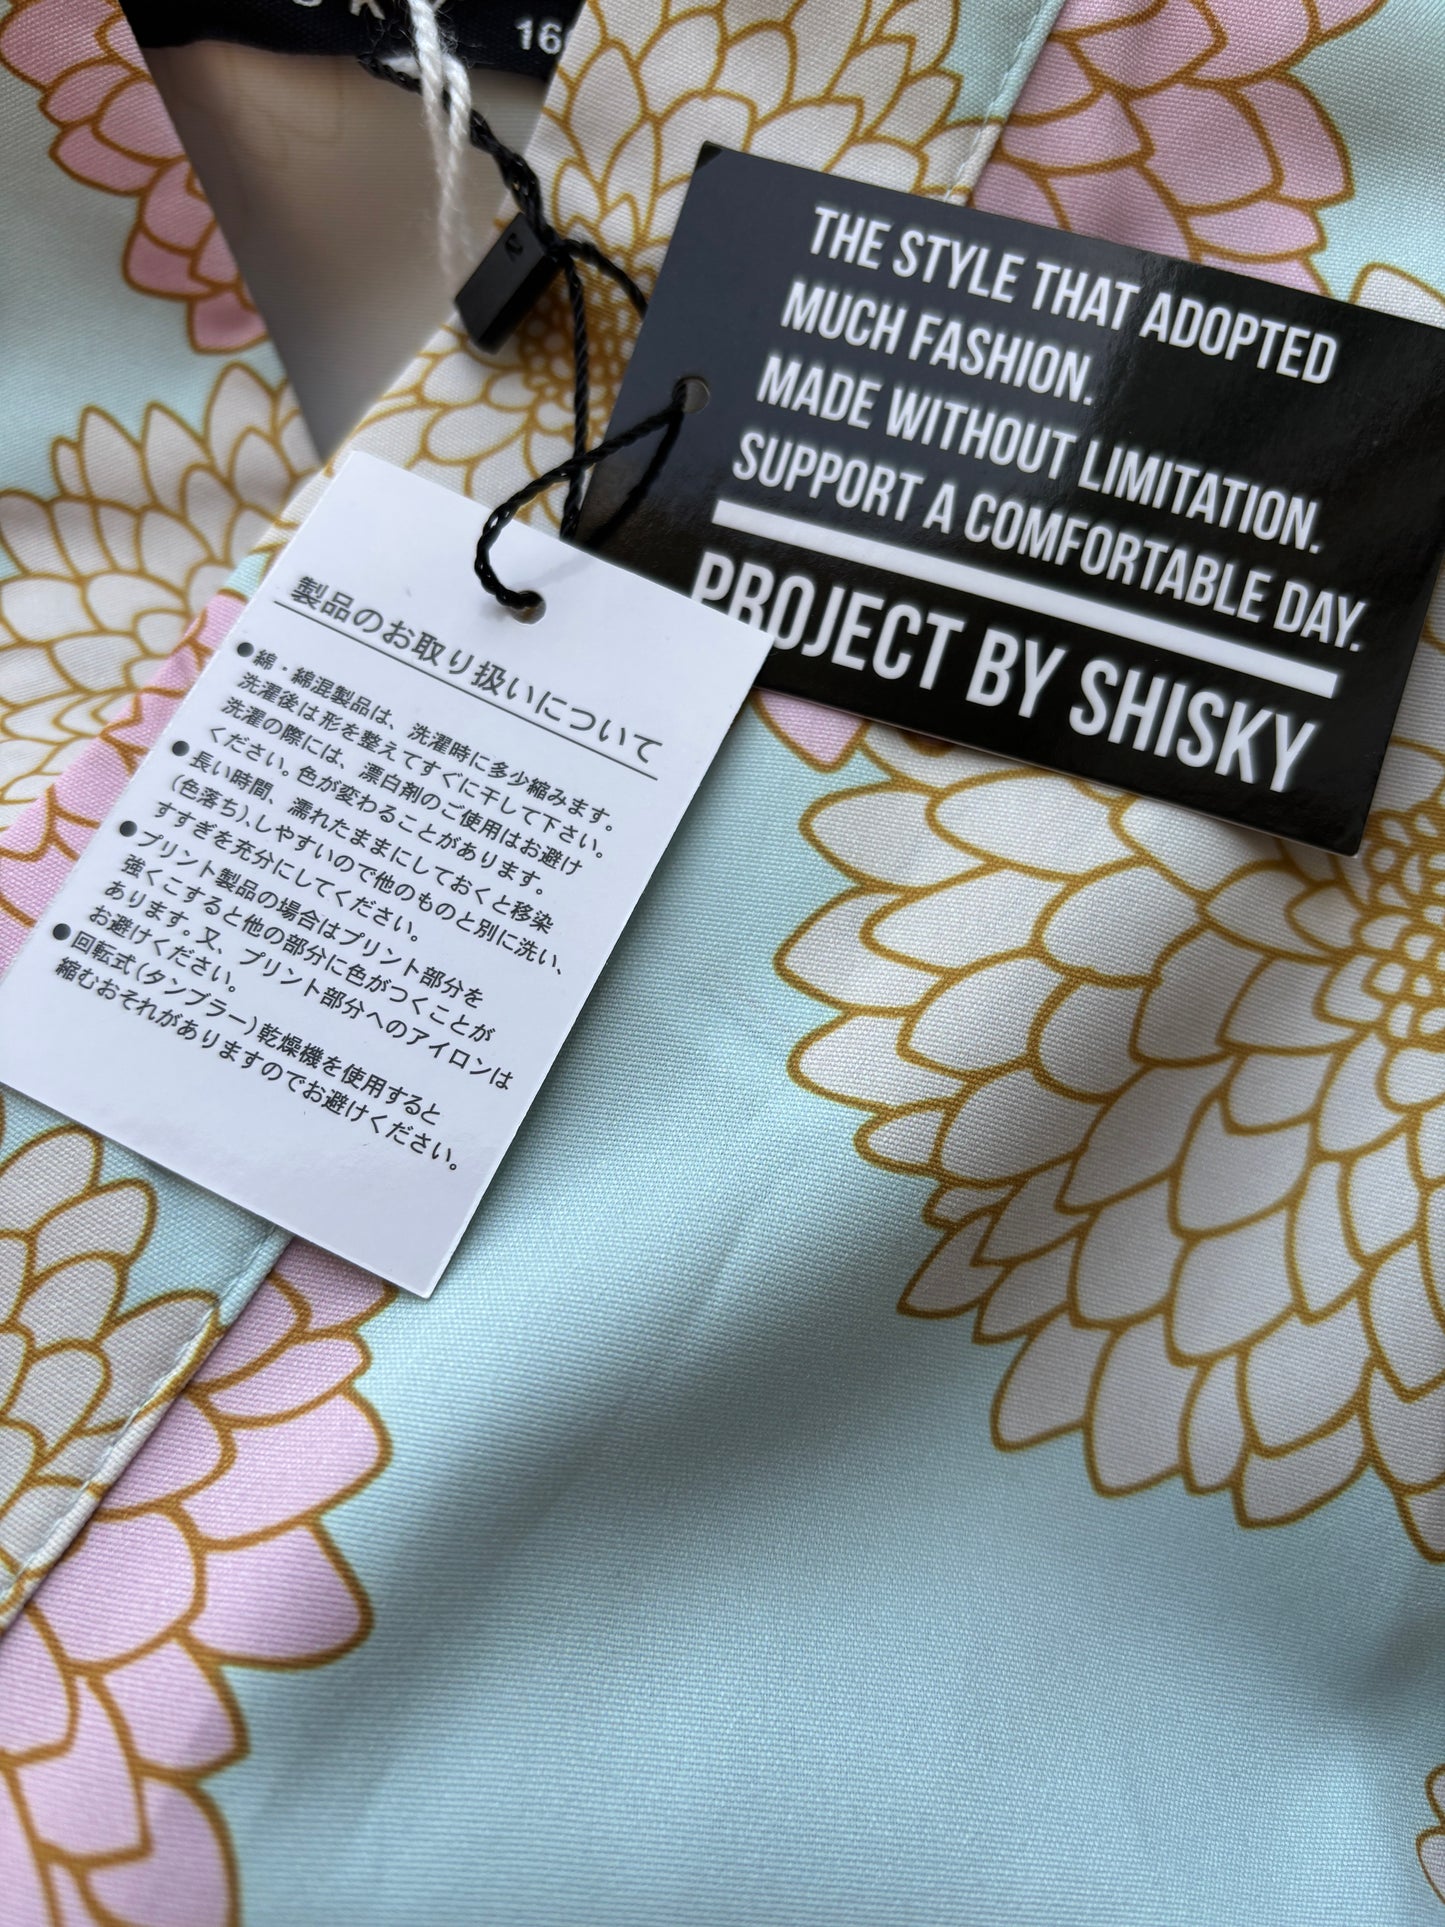 160
THE STYLE THAT ADOPTED
MUCH FASHION.
MADE WITHOUT LIMITATION.
SUPPORT A COMFORTABLE DAY.
PROJECT BY SHISKY
製品のお取り扱いについて
●綿・綿混製品は、洗濯時に多少縮みます。
洗濯後は形を整えてすぐに干して下さい。
洗濯の際には、漂白剤のご使用はお避け
ください。色が変わることがあります。
●長い時間、濡れたままにしておくと移染
(色落ち)、しやすいので他のものと別に洗い、
すすぎを充分にしてください。
●プリント製品の場合はプリント部分を
強くこすると他の部分に色がつくことが
あります。又、プリント部分へのアイロンは
お避けください。
●回転式(タンブラー)乾燥機を使用すると
縮むおそれがありますのでお避けください。